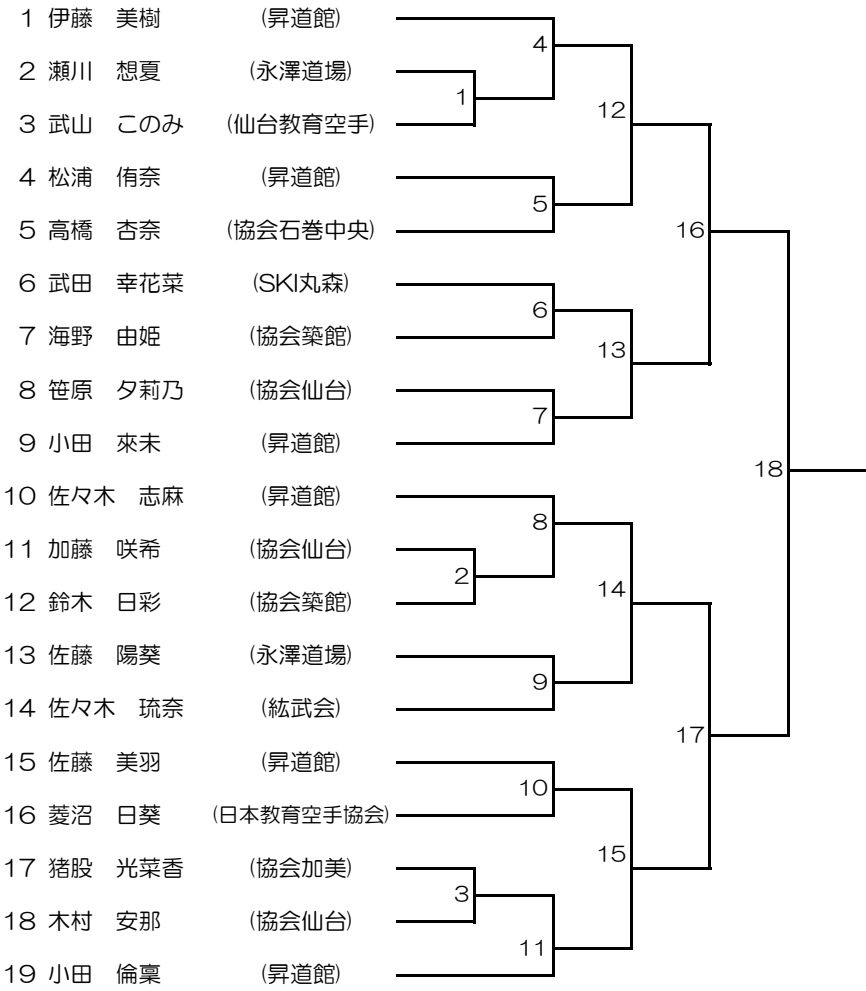 1 伊藤 美樹 (昇道館)
2 瀬川 想夏 (永澤道場)
3 武山 このみ (仙台教育空手)
4 松浦 侑奈 (昇道館)
5 高橋 杏奈 (協会石巻中央)
6 武田 幸花菜 (SKI丸森)
7 海野 由姫 (協会築館)
8 笹原 夕莉乃 (協会仙台)
9 小田 來未 (昇道館)
10 佐々木 志麻 (昇道館)
11 加藤 咲希 (協会仙台)
12 鈴木 日彩 (協会築館)
13 佐藤 陽葵 (永澤道場)
14 佐々木 琉奈 (紘武会)
15 佐藤 美羽 (昇道館)
16 菱沼 日葵 (日本教育空手協会)
17 猪股 光菜香 (協会加美)
18 木村 安那 (協会仙台)
19 小田 倫稟 (昇道館)
1
2
3
4
5
6
7
8
9
10
11
12
13
14
15
16
17
18